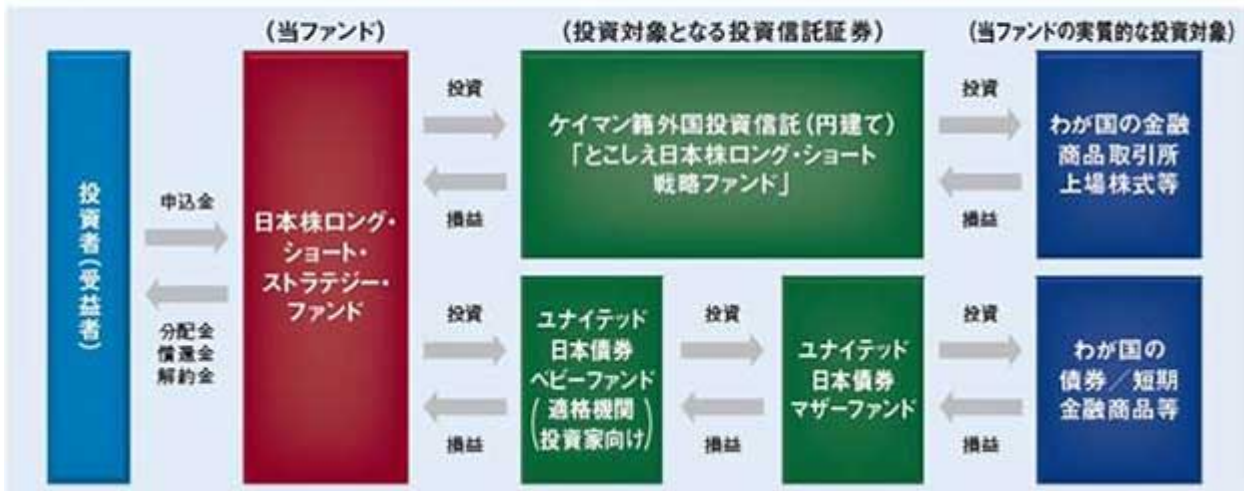 (当ファンド)
(投資対象となる投資信託証券)
(当ファンドの実質的な投資対象)
投資者(受益者)
申込金
分配金
償還金
解約金
日本株ロング・
ショート・
ストラテジー・
ファンド
投資
損益
ケイマン籍外国投資信託(円建て)
「とこしえ日本株ロング・ショート
戦略ファンド」
投資
損益
わが国の金融
商品取引所
上場株式等
投資
損益
ユナイテッド
日本債券
ベビーファンド
(適格機関
投資家向け)
投資
損益
ユナイテッド
日本債券
マザーファンド
投資
損益
わが国の
債券/短期
金融商品等